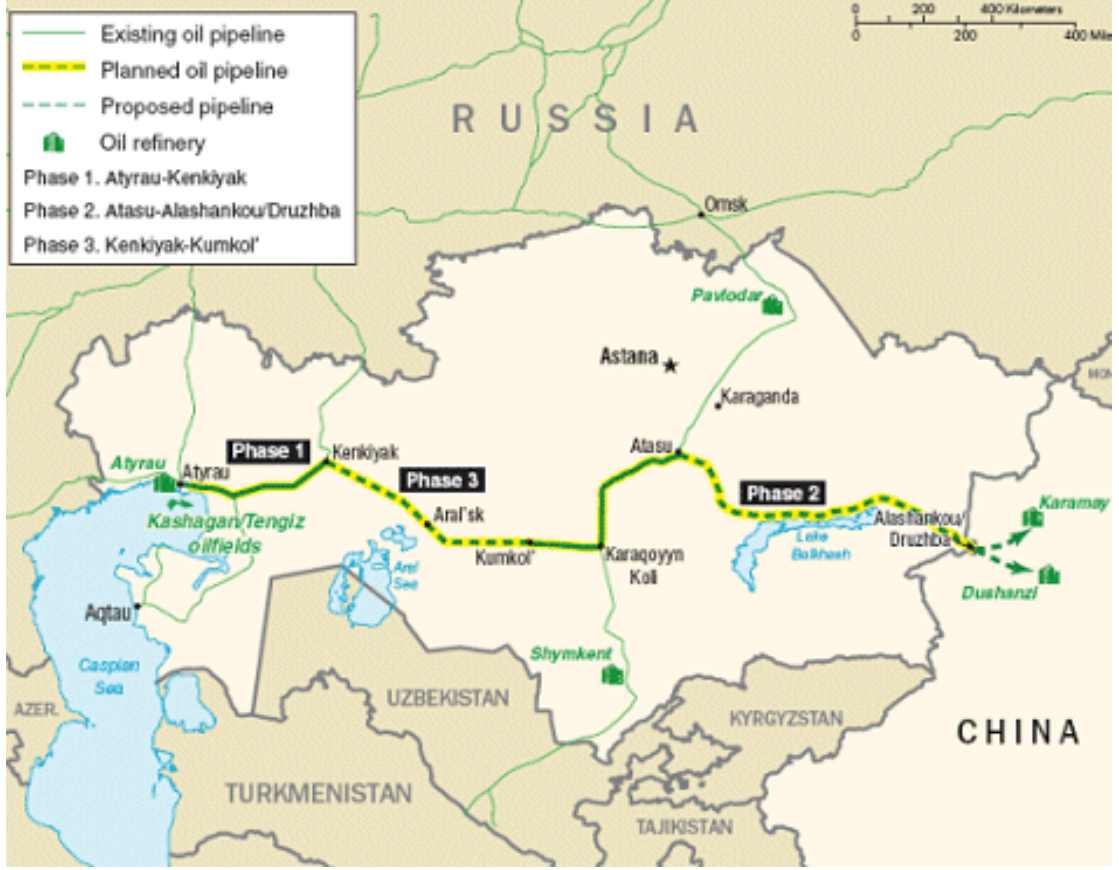 Existing oil pipeline
Planned oil pipeline
Proposed pipeline
Oil refinery
Phase 1. Atyrau-Kenkiyak
Phase 2. Atasu-Alashankou/Druzhba
Phase 3. Kenkiyak-Kumkol'
0 200 400 Kilometers
0 200 400 Mile
RUSSIA
Omsk
Pavlodar
Astana
Karaganda
MON
Atasu
Phase 1
Kenkiyak
Atyrau
Atyrau
Phase 3
Phase 2
Karamay
Kashagan/Tengiz
oilfields
Aral'sk
Alashankou/
Druzhba
Lake
Balkhash
Kumkol'
Karaqoyyn
Koli
Aral
Sea
Dushanzi
Aqtau
Shymkent
Caspian
Sea
UZBEKISTAN
AZER.
KYRGYZSTAN
CHINA
TURKMENISTAN
TAJIKISTAN